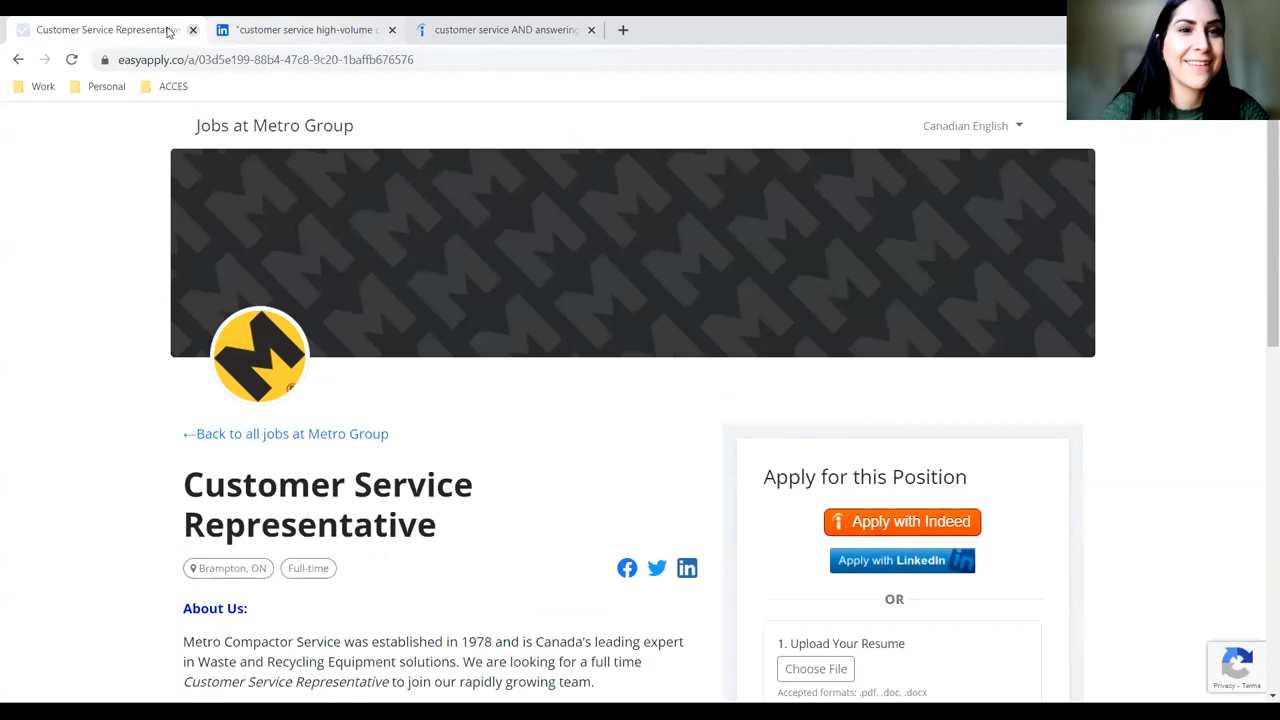 Customer Service Representative
"customer service high-volume
customer service AND answering
easyapply.co/a/03d5e199-88b4-47c8-9c20-1baffb676576
Work Personal ACCES
Jobs at Metro Group
Canadian English
M
←Back to all jobs at Metro Group
Customer Service
Representative
Brampton, ON Full-time
About Us:
Metro Compactor Service was established in 1978 and is Canada's leading expert
in Waste and Recycling Equipment solutions. We are looking for a full time
Customer Service Representative to join our rapidly growing team.
Apply for this Position
Apply with Indeed
Apply with LinkedIn in
OR
1. Upload Your Resume
Choose File
Accepted formats: .pdf, .doc, .docx
Privacy - Terms